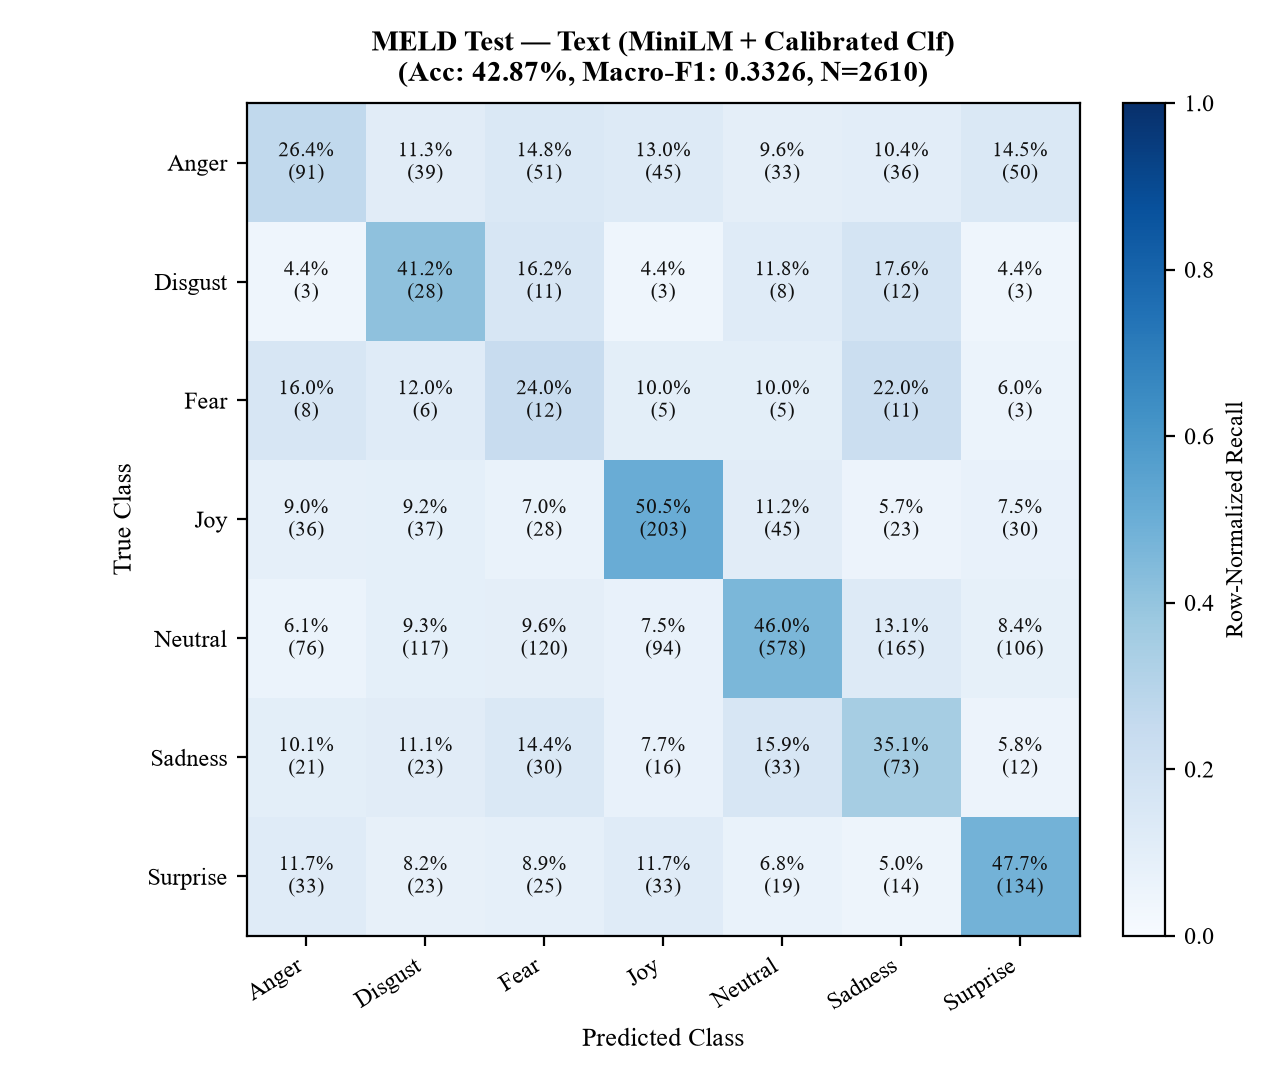 MELD Test — Text (MiniLM + Calibrated Clf)
(Acc: 42.87%, Macro-F1: 0.3326, N=2610)
True Class
Anger
26.4% 11.3% 14.8% 13.0% 9.6% 10.4% 14.5%
(91) (39) (51) (45) (33) (36) (50)
Disgust
4.4% 41.2% 16.2% 4.4% 11.8% 17.6% 4.4%
(3) (28) (11) (3) (8) (12) (3)
Fear
16.0% 12.0% 24.0% 10.0% 10.0% 22.0% 6.0%
(8) (6) (12) (5) (5) (11) (3)
Joy
9.0% 9.2% 7.0% 50.5% 11.2% 5.7% 7.5%
(36) (37) (28) (203) (45) (23) (30)
Neutral
6.1% 9.3% 9.6% 7.5% 46.0% 13.1% 8.4%
(76) (117) (120) (94) (578) (165) (106)
Sadness
10.1% 11.1% 14.4% 7.7% 15.9% 35.1% 5.8%
(21) (23) (30) (16) (33) (73) (12)
Surprise
11.7% 8.2% 8.9% 11.7% 6.8% 5.0% 47.7%
(33) (23) (25) (33) (19) (14) (134)
Anger Disgust Fear Joy Neutral Sadness Surprise
Predicted Class
1.0
0.8
0.6
0.4
0.2
0.0
Row-Normalized Recall